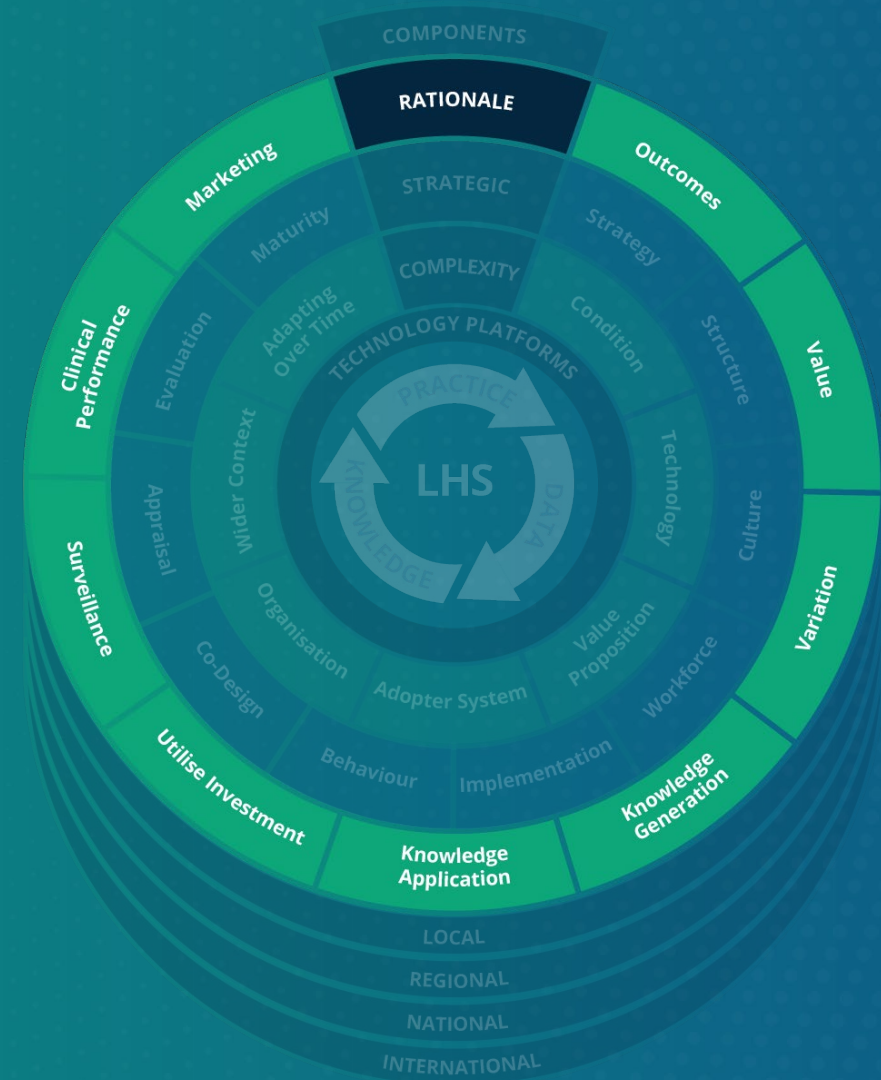 COMPONENTS
RATIONALE
Outcomes
Value
Variation
Knowledge
Generation
Knowledge
Application
Utilise Investment
Surveillance
Clinical
Performance
Marketing
STRATEGIC
Strategy
Structure
Culture
Workforce
Implementation
Behaviour
Co-Design
Appraisal
Evaluation
Maturity
COMPLEXITY
Condition
Technology
Value
Proposition
Adopter System
Organisation
Wider Context
Adapting
Over Time
TECHNOLOGY PLATFORMS
PRACTICE
DATA
KNOWLEDGE
LHS
LOCAL
REGIONAL
NATIONAL
INTERNATIONAL